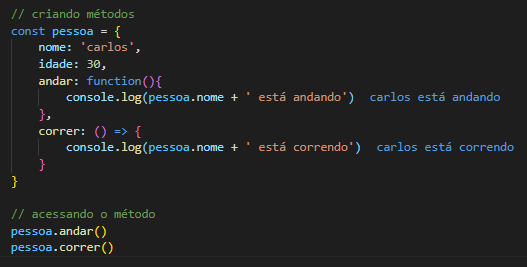 // criando métodos
const pessoa = {
    nome: 'carlos',
    idade: 30,
    andar: function(){
        console.log(pessoa.nome + ' está andando')  carlos está andando
    },
    correr: () => {
        console.log(pessoa.nome + ' está correndo')  carlos está correndo
    }
}

// acessando o método
pessoa.andar()
pessoa.correr()